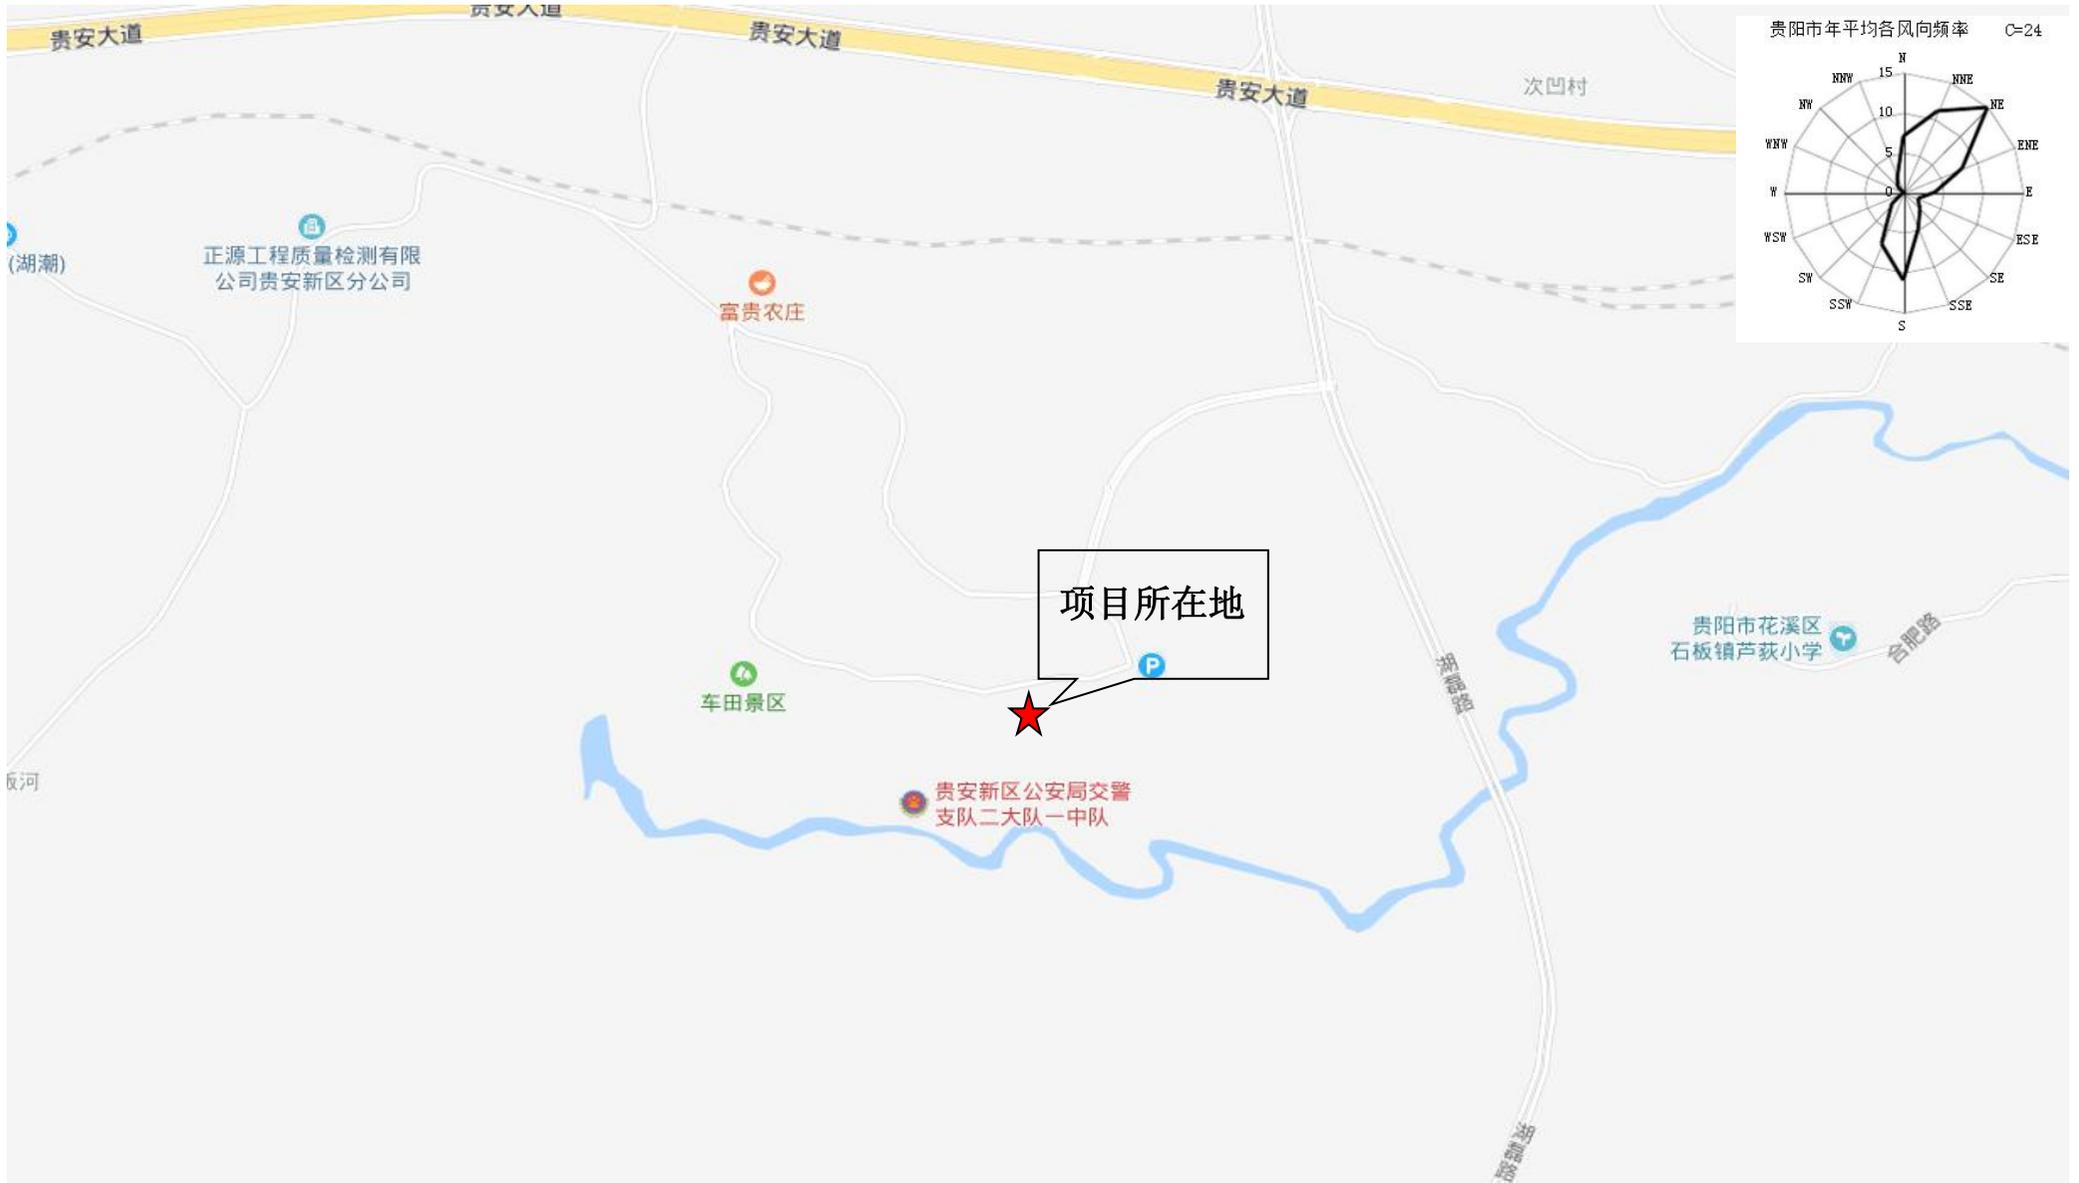 贵安大道
贵安大道
贵安大道
贵安大道
次凹村
贵阳市年平均各风向频率 C=24
N
NNE
NE
ENE
E
ESE
SE
SSE
S
SSW
SW
WSW
W
WNW
NW
NNW
15
10
5
0
(湖潮)
正源工程质量检测有限
公司贵安新区分公司
富贵农庄
项目所在地
P
车田景区
贵安新区公安局交警
支队二大队一中队
湖磊路
贵阳市花溪区
石板镇芦荻小学
合肥路